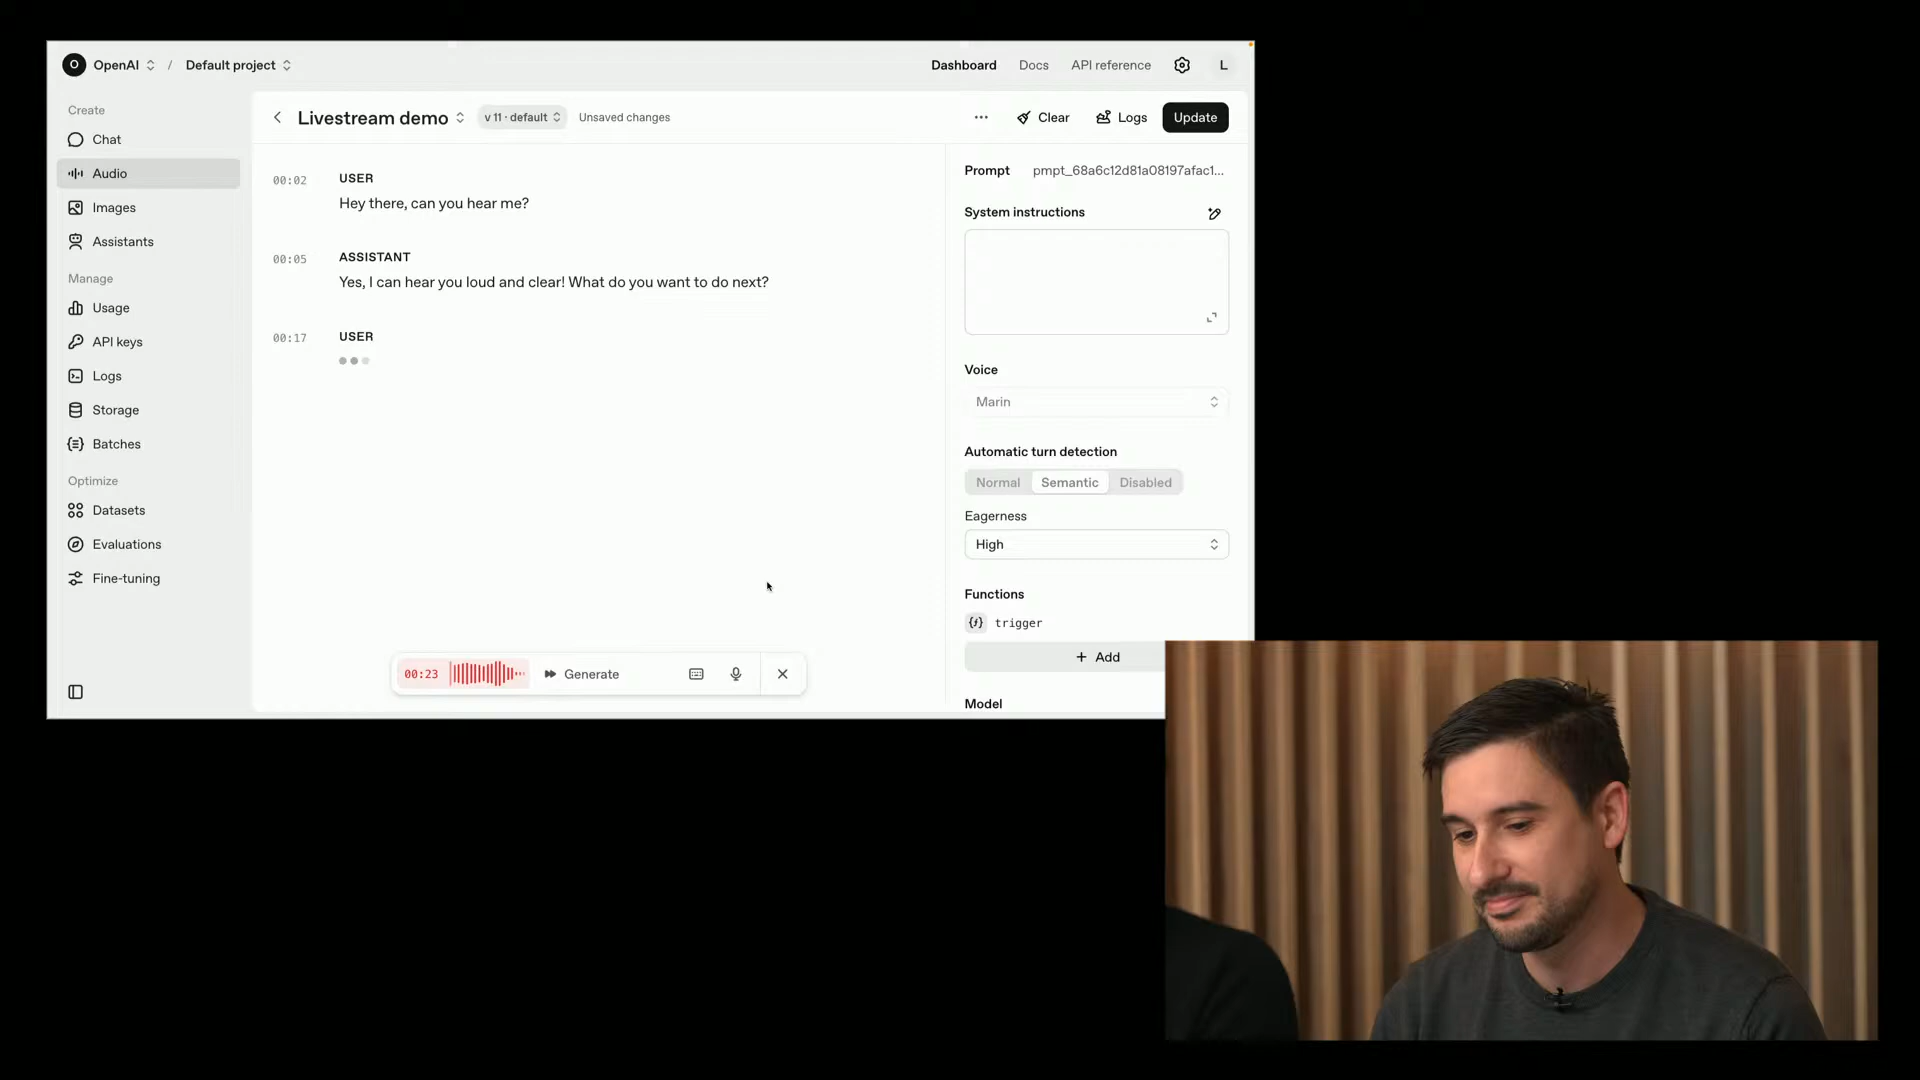 O OpenAI / Default project
Dashboard Docs API reference L
Create
Chat
Audio
Images
Assistants
Manage
Usage
API keys
Logs
Storage
Batches
Optimize
Datasets
Evaluations
Fine-tuning
Livestream demo v 11 · default Unsaved changes
... Clear Logs Update
00:02 USER
Hey there, can you hear me?
00:05 ASSISTANT
Yes, I can hear you loud and clear! What do you want to do next?
00:17 USER
00:23 Generate
Prompt pmpt_68a6c12d81a08197afac1...
System instructions
Voice
Marin
Automatic turn detection
Normal Semantic Disabled
Eagerness
High
Functions
trigger
+ Add
Model